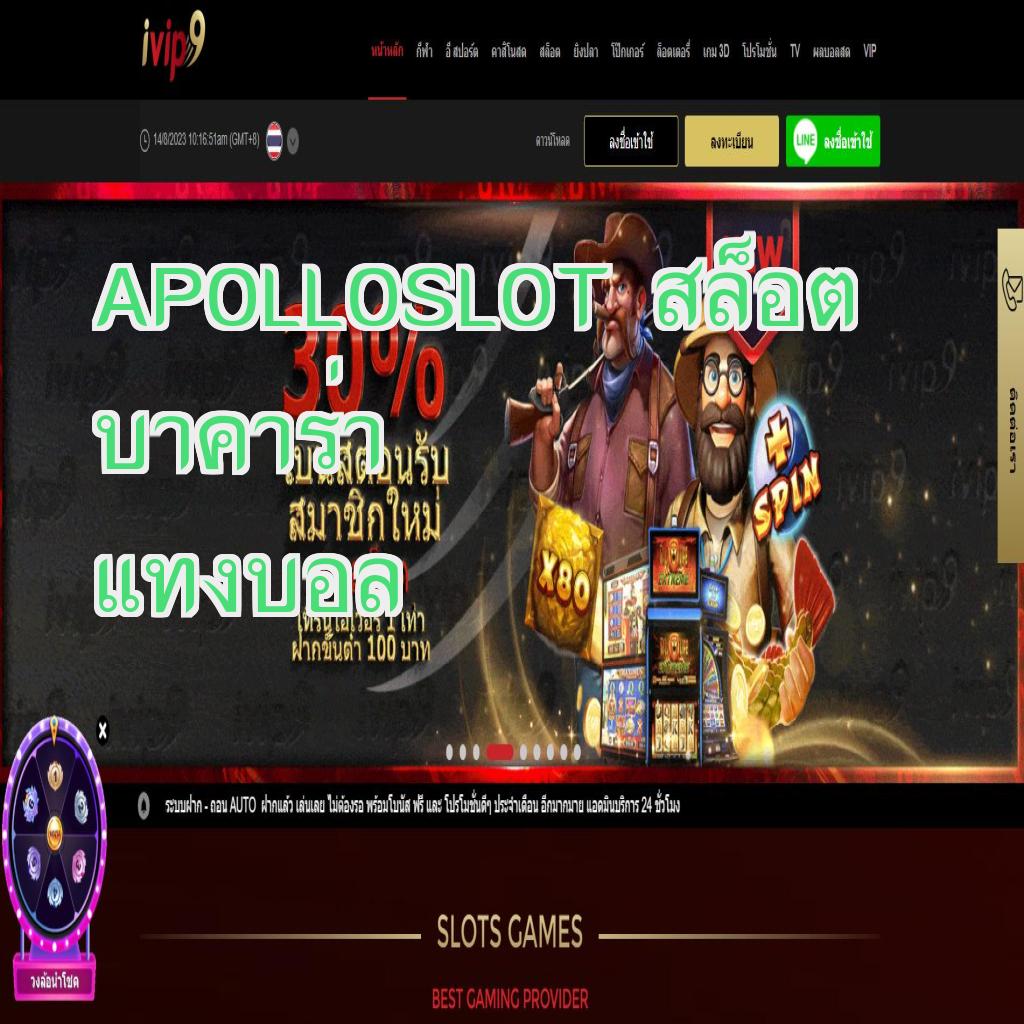 ivip9
หน้าหลัก กีฬา อี สปอร์ต คาสิโนสด สล็อต ยิงปลา โป๊กเกอร์ ล็อตเตอรี่ เกม 3D โปรโมชั่น TV ผลบอลสด VIP
14/8/2023 10:16:51am (GMT+8)
ดาวน์โหลด ลงชื่อเข้าใช้ ลงทะเบียน LINE ลงชื่อเข้าใช้
APOLLOSLOT สล็อต
30%
บาคาร่า
สมาชิกใหม่
แทงบอล
ฝากขั้นต่ำ 100 บาท
+
SPIN
X80
EXTREME
ติดต่อเรา
X
ระบบฝาก - ถอน AUTO ฝากแล้ว เล่นเลย ไม่ต้องรอ พร้อมโบนัส ฟรี และ โปรโมชั่นดีๆ ประจำเดือน อีกมากมาย แอดมินบริการ 24 ชั่วโมง
SLOTS GAMES
วงล้อนำโชค
BEST GAMING PROVIDER